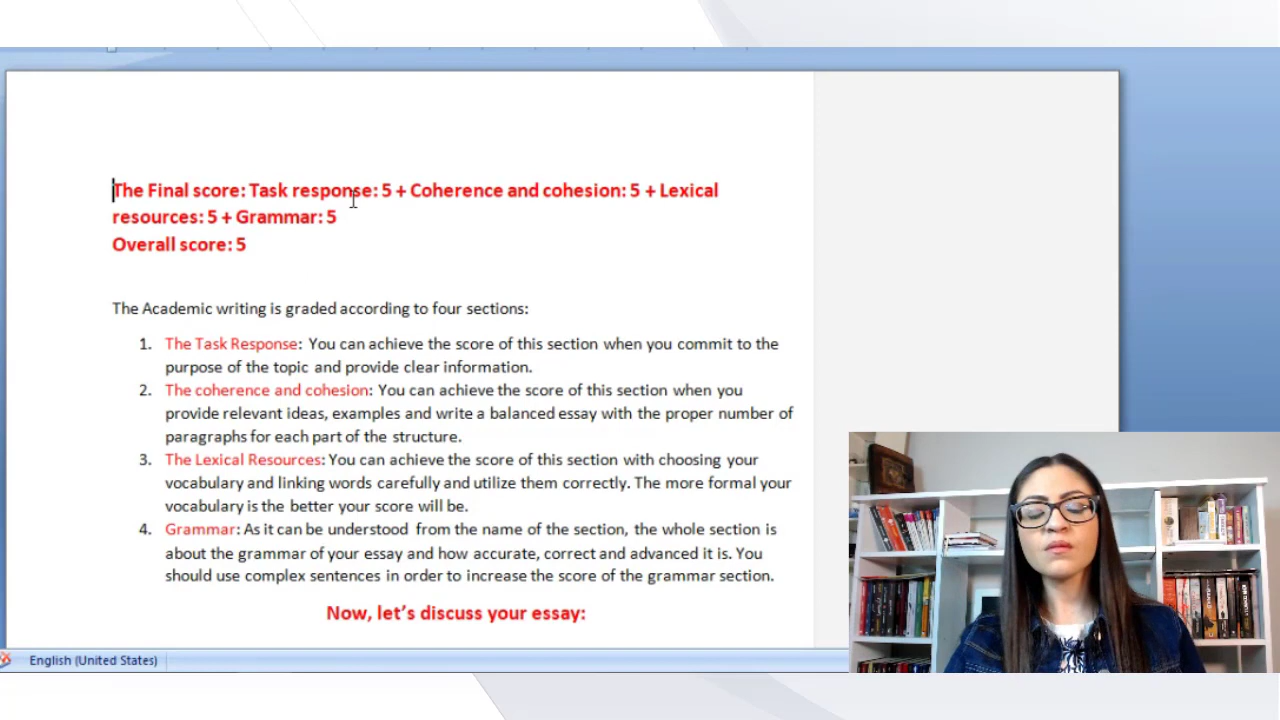 The Final score: Task response: 5 + Coherence and cohesion: 5 + Lexical
resources: 5 + Grammar: 5
Overall score: 5
The Academic writing is graded according to four sections:
1. The Task Response: You can achieve the score of this section when you commit to the
purpose of the topic and provide clear information.
2. The coherence and cohesion: You can achieve the score of this section when you
provide relevant ideas, examples and write a balanced essay with the proper number of
paragraphs for each part of the structure.
3. The Lexical Resources: You can achieve the score of this section with choosing your
vocabulary and linking words carefully and utilize them correctly. The more formal your
vocabulary is the better your score will be.
4. Grammar: As it can be understood from the name of the section, the whole section is
about the grammar of your essay and how accurate, correct and advanced it is. You
should use complex sentences in order to increase the score of the grammar section.
Now, let's discuss your essay:
English (United States)